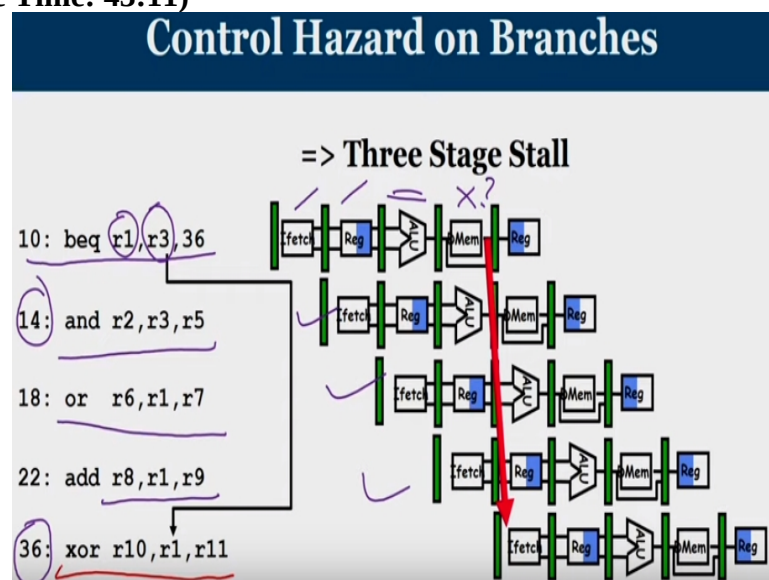 e Time: 45:11)
Control Hazard on Branches
=> Three Stage Stall
x?
10: beq r1,r3,36
Ifetch Reg ALU DMem Reg
14: and r2,r3,r5
Ifetch Reg ALU DMem Reg
18: or r6,r1,r7
Ifetch Reg ALU DMem Reg
22: add r8,r1,r9
Ifetch Reg ALU DMem Reg
36: xor r10,r1,r11
Ifetch Reg ALU DMem Reg